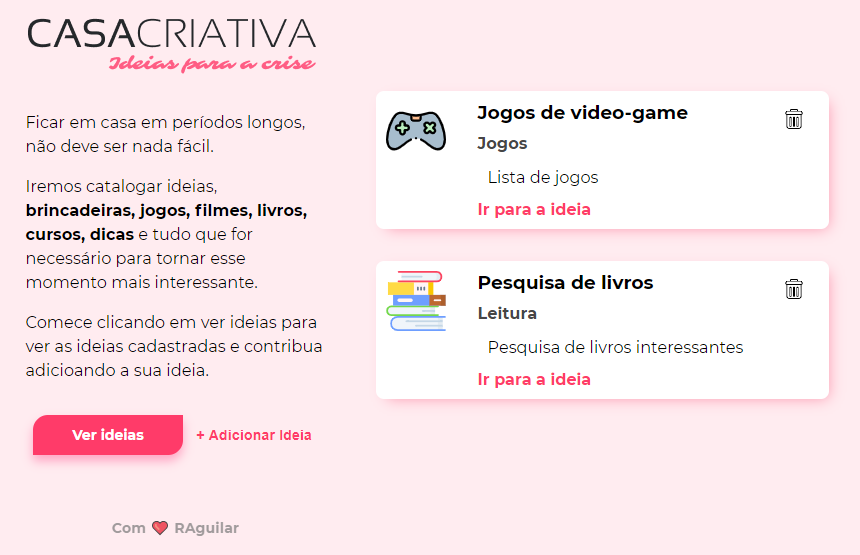 CASACRIATIVA
Ideias para a crise
Ficar em casa em períodos longos,
não deve ser nada fácil.
Iremos catalogar ideias,
brincadeiras, jogos, filmes, livros,
cursos, dicas e tudo que for
necessário para tornar esse
momento mais interessante.
Comece clicando em ver ideias para
ver as ideias cadastradas e contribua
adicioando a sua ideia.
Ver ideias
+ Adicionar Ideia
Com ❤️ RAguilar
Jogos de video-game
Jogos
Lista de jogos
Ir para a ideia
Pesquisa de livros
Leitura
Pesquisa de livros interessantes
Ir para a ideia